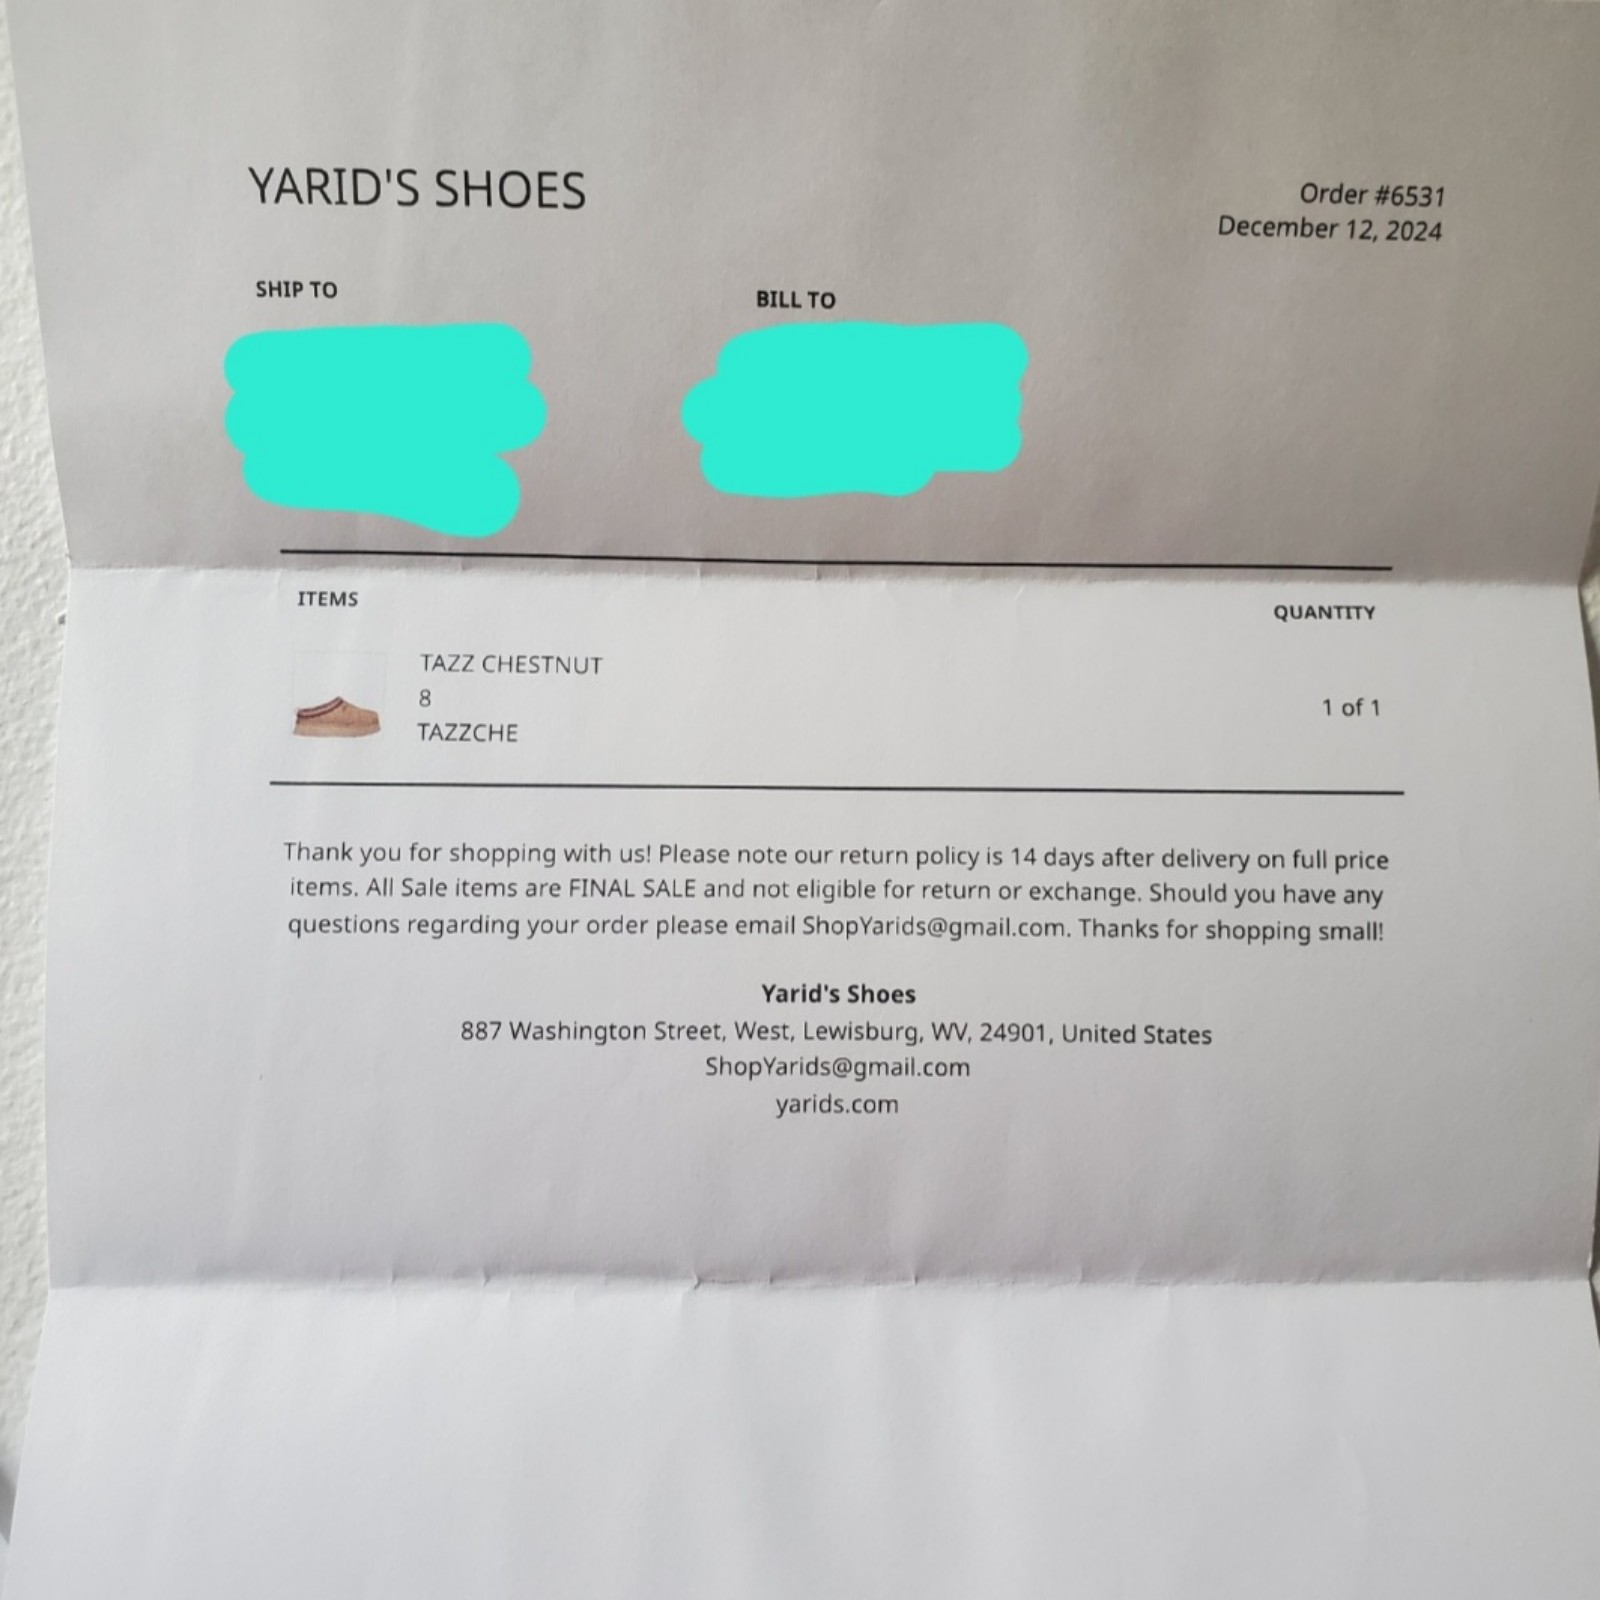 YARID'S SHOES
Order #6531
December 12, 2024
SHIP TO
BILL TO
ITEMS
QUANTITY
TAZZ CHESTNUT
8
TAZZCHE
1 of 1
Thank you for shopping with us! Please note our return policy is 14 days after delivery on full price
items. All Sale items are FINAL SALE and not eligible for return or exchange. Should you have any
questions regarding your order please email ShopYarids@gmail.com. Thanks for shopping small!
Yarid's Shoes
887 Washington Street, West, Lewisburg, WV, 24901, United States
ShopYarids@gmail.com
yarids.com